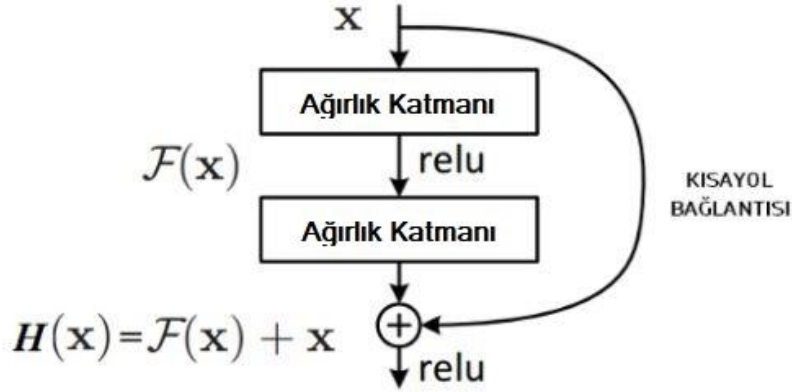 x
Ağırlık Katmanı
F(x)
relu
KISAYOL
BAĞLANTISI
Ağırlık Katmanı
H(x)=F(x) + x
+
relu